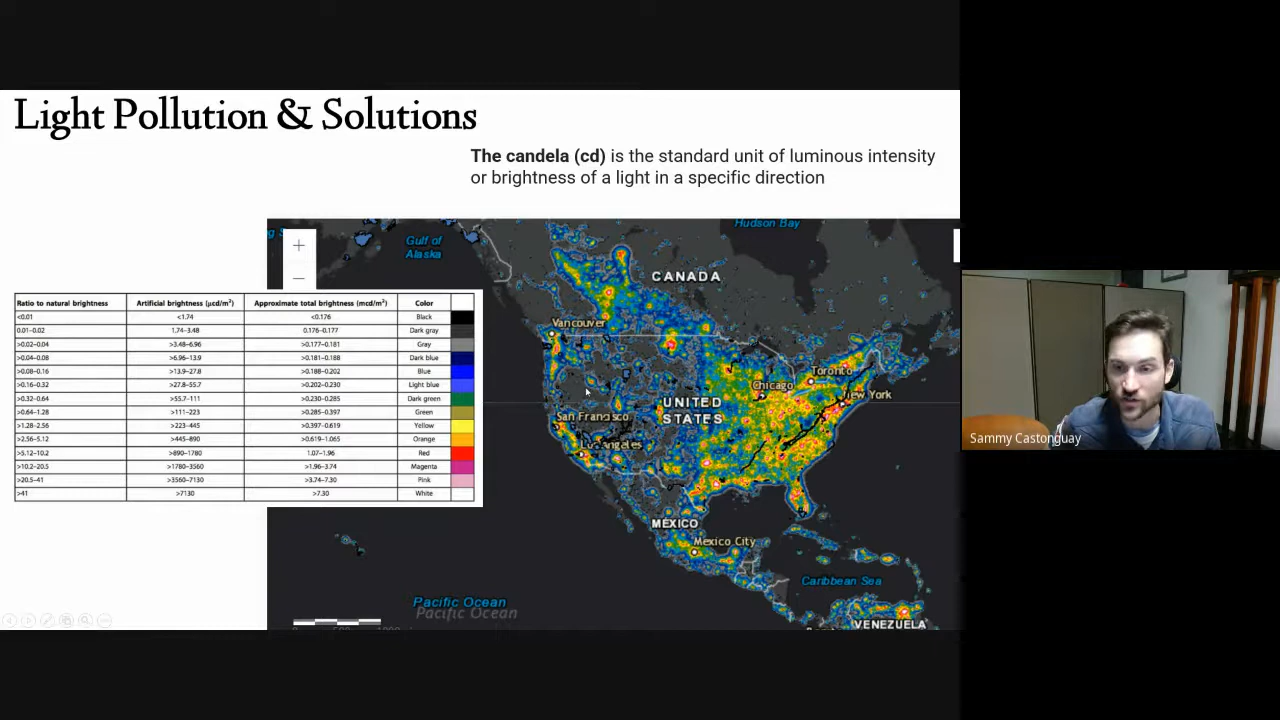 Light Pollution & Solutions
The candela (cd) is the standard unit of luminous intensity
or brightness of a light in a specific direction
Hudson Bay
Gulf of
Alaska
+
−
CANADA
Ratio to natural brightness Artificial brightness (μcd/m²) Approximate total brightness (mcd/m²) Color
<0.01 <1.74 <0.176 Black
0.01–0.02 1.74–3.48 0.176–0.177 Dark gray
>0.02–0.04 >3.48–6.96 >0.177–0.181 Gray
>0.04–0.08 >6.96–13.9 >0.181–0.188 Dark blue
>0.08–0.16 >13.9–27.8 >0.188–0.202 Blue
>0.16–0.32 >27.8–55.7 >0.202–0.230 Light blue
>0.32–0.64 >55.7–111 >0.230–0.285 Dark green
>0.64–1.28 >111–223 >0.285–0.397 Green
>1.28–2.56 >223–445 >0.397–0.619 Yellow
>2.56–5.12 >445–890 >0.619–1.065 Orange
>5.12–10.2 >890–1780 1.07–1.96 Red
>10.2–20.5 >1780–3560 >1.96–3.74 Magenta
>20.5–41 >3560–7130 >3.74–7.30 Pink
>41 >7130 >7.30 White
Vancouver
Toronto
Chicago
New York
UNITED
STATES
San Francisco
Los Angeles
MÉXICO
Mexico City
Caribbean Sea
Pacific Ocean
Pacific Ocean
VENEZUELA
Sammy Castonguay